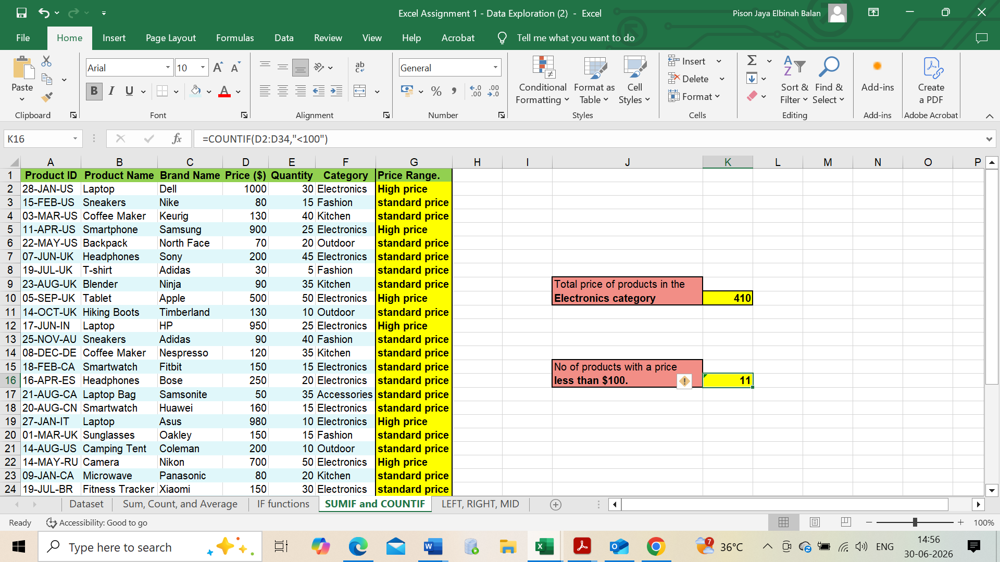 Excel Assignment 1 - Data Exploration (2) - Excel
Pison Jaya Elbinah Balan
File Home Insert Page Layout Formulas Data Review View Help Acrobat Tell me what you want to do
Paste
Clipboard
Arial 10
B I U A
Font
ab
Alignment
General
% ,
Number
Conditional Formatting
Format as Table
Cell Styles
Styles
Insert
Delete
Format
Cells
Sort & Filter
Find & Select
Editing
Add-ins
Add-ins
Create a PDF
Adobe Acrobat
K16 fx =COUNTIF(D2:D34,"<100")
A B C D E F G H I J K L M N O P
1 Product ID Product Name Brand Name Price ($) Quantity Category Price Range.
2 28-JAN-US Laptop Dell 1000 30 Electronics High price
3 15-FEB-US Sneakers Nike 80 15 Fashion standard price
4 03-MAR-US Coffee Maker Keurig 130 40 Kitchen standard price
5 11-APR-US Smartphone Samsung 900 25 Electronics High price
6 22-MAY-US Backpack North Face 70 20 Outdoor standard price
7 07-JUN-UK Headphones Sony 200 45 Electronics standard price
8 19-JUL-UK T-shirt Adidas 30 5 Fashion standard price
9 23-AUG-UK Blender Ninja 90 35 Kitchen standard price Total price of products in the
10 05-SEP-UK Tablet Apple 500 50 Electronics High price Electronics category 410
11 14-OCT-UK Hiking Boots Timberland 130 10 Outdoor standard price
12 17-JUN-IN Laptop HP 950 25 Electronics High price
13 25-NOV-AU Sneakers Adidas 90 40 Fashion standard price
14 08-DEC-DE Coffee Maker Nespresso 120 35 Kitchen standard price
15 18-FEB-CA Smartwatch Fitbit 150 15 Electronics standard price No of products with a price
16 16-APR-ES Headphones Bose 250 20 Electronics standard price less than $100. 11
17 21-AUG-CA Laptop Bag Samsonite 50 35 Accessories standard price
18 20-AUG-CN Smartwatch Huawei 160 15 Electronics standard price
19 27-JAN-IT Laptop Asus 980 10 Electronics High price
20 01-MAR-UK Sunglasses Oakley 150 15 Fashion standard price
21 14-AUG-US Camping Tent Coleman 200 10 Outdoor standard price
22 14-MAY-RU Camera Nikon 700 50 Electronics High price
23 09-JAN-CA Microwave Panasonic 80 20 Kitchen standard price
24 19-JUL-BR Fitness Tracker Xiaomi 150 30 Electronics standard price
Dataset Sum, Count, and Average IF functions SUMIF and COUNTIF LEFT, RIGHT, MID
Ready Accessibility: Good to go 100%
Type here to search
7 36°C ENG 14:56
30-06-2026